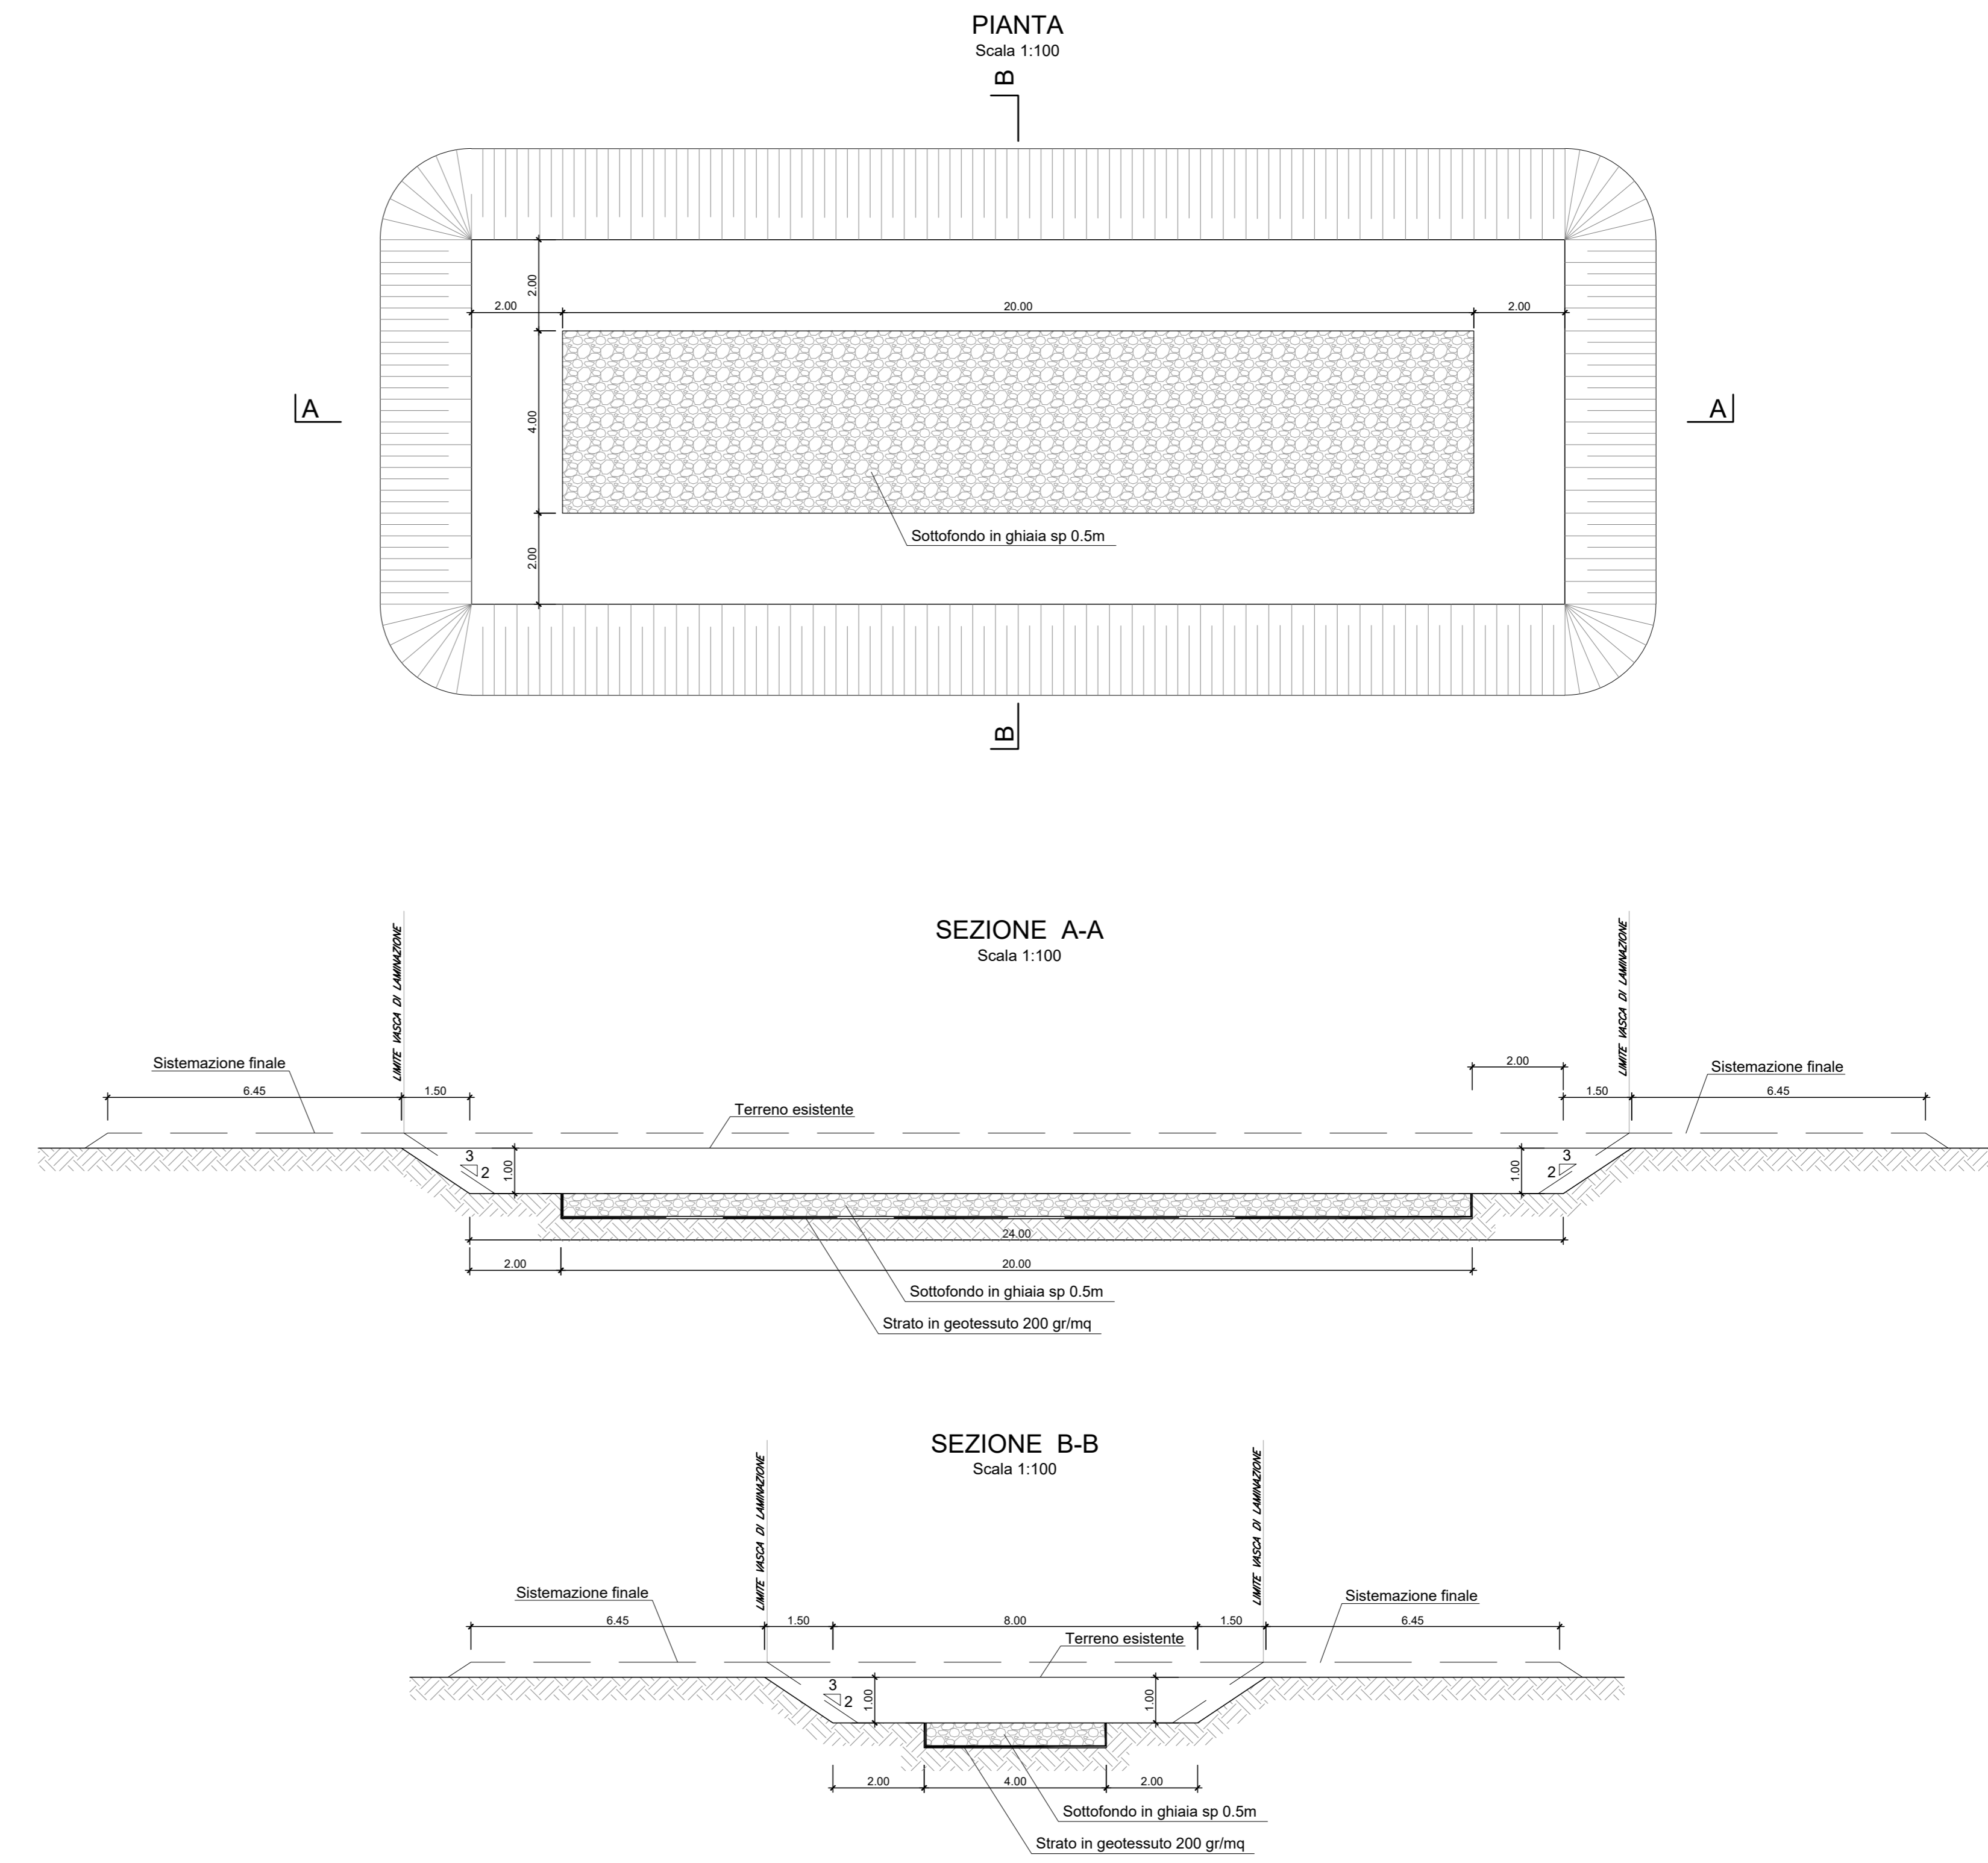 PIANTA
Scala 1:100
B
2.00
2.00 20.00 2.00
A A
4.00
Sottofondo in ghiaia sp 0.5m
2.00
B
SEZIONE A-A
Scala 1:100
LIMITE VASCA DI LAMINAZIONE LIMITE VASCA DI LAMINAZIONE
2.00
Sistemazione finale Sistemazione finale
6.45 1.50 1.50 6.45
Terreno esistente
3 2 1.00 1.00 2 3
24.00
2.00 20.00
Sottofondo in ghiaia sp 0.5m
Strato in geotessuto 200 gr/mq
SEZIONE B-B
Scala 1:100
LIMITE VASCA DI LAMINAZIONE LIMITE VASCA DI LAMINAZIONE
Sistemazione finale Sistemazione finale
6.45 1.50 8.00 1.50 6.45
Terreno esistente
3 2 1.00 1.00
2.00 4.00 2.00
Sottofondo in ghiaia sp 0.5m
Strato in geotessuto 200 gr/mq